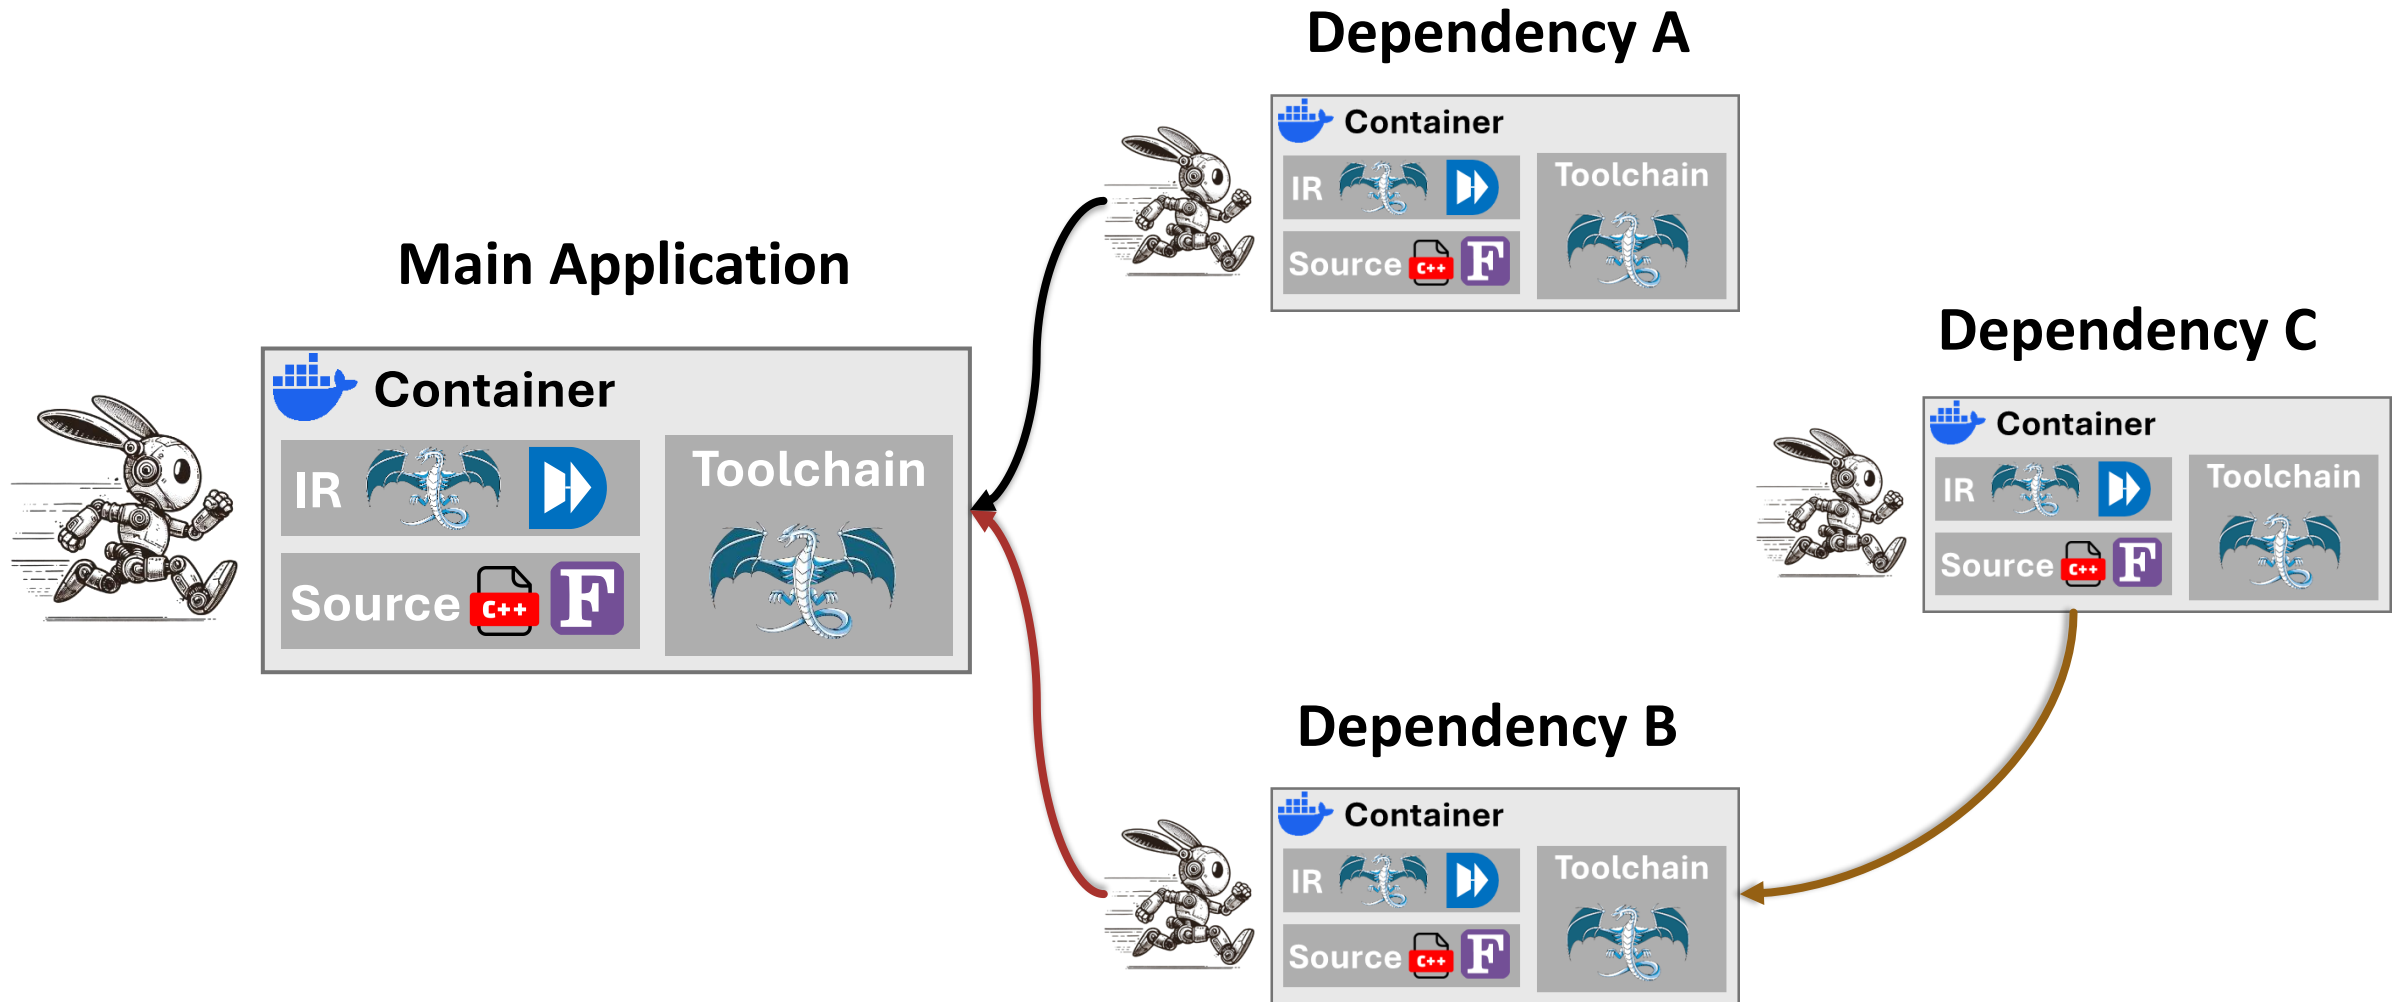 Dependency A
Container
IR
Toolchain
Source C++ F
Main Application
Container
IR
Toolchain
Source C++ F
Dependency C
Container
IR
Toolchain
Source C++ F
Dependency B
Container
IR
Toolchain
Source C++ F